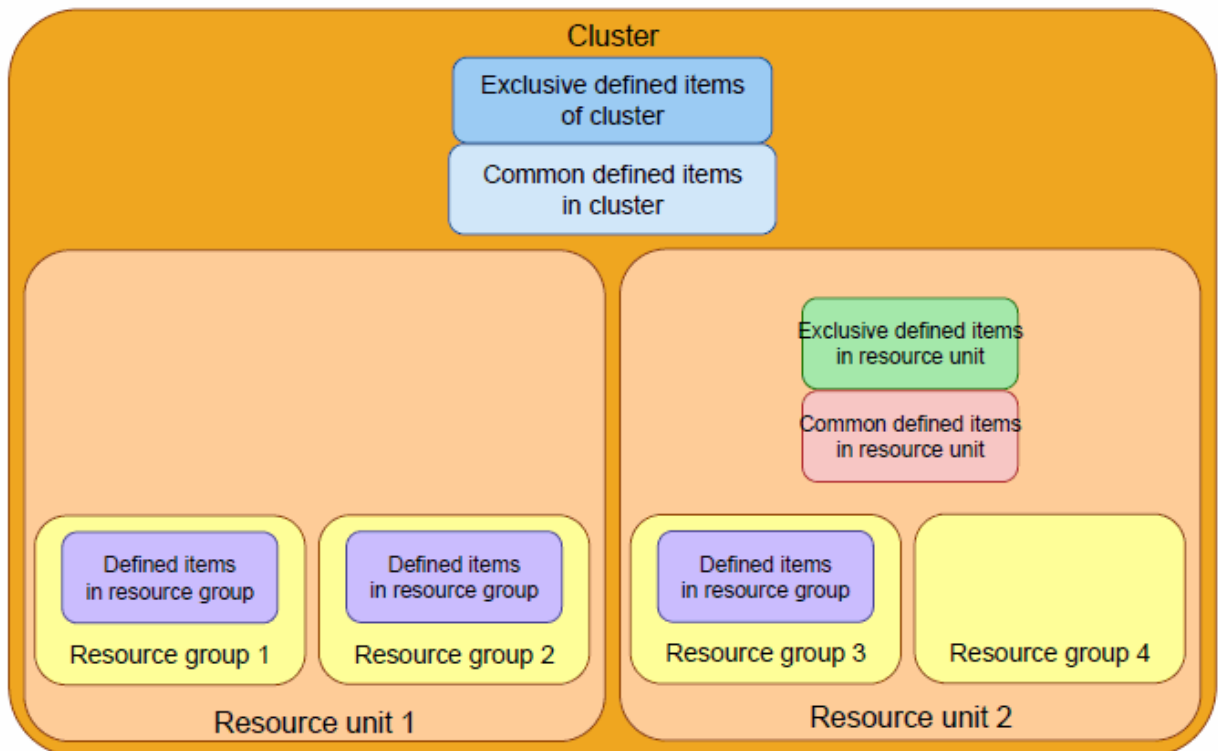 Cluster
Exclusive defined items
of cluster
Common defined items
in cluster
Exclusive defined items
in resource unit
Common defined items
in resource unit
Defined items
in resource group
Resource group 1
Defined items
in resource group
Resource group 2
Resource unit 1
Defined items
in resource group
Resource group 3
Resource group 4
Resource unit 2